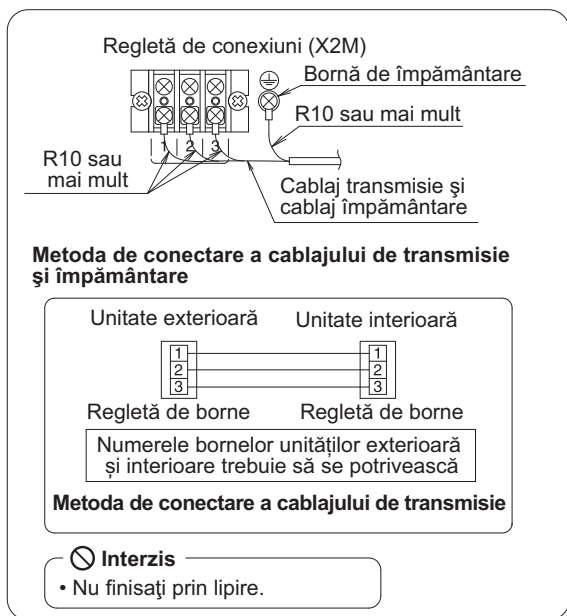 Regletă de conexiuni (X2M)
Bornă de împământare
R10 sau mai mult
1 2 3
R10 sau
mai mult
Cablaj transmisie şi
cablaj împământare
Metoda de conectare a cablajului de transmisie
şi împământare
Unitate exterioară Unitate interioară
1 1
2 2
3 3
Regletă de borne Regletă de borne
Numerele bornelor unităților exterioară
și interioare trebuie să se potrivească
Metoda de conectare a cablajului de transmisie
Interzis
• Nu finisaţi prin lipire.